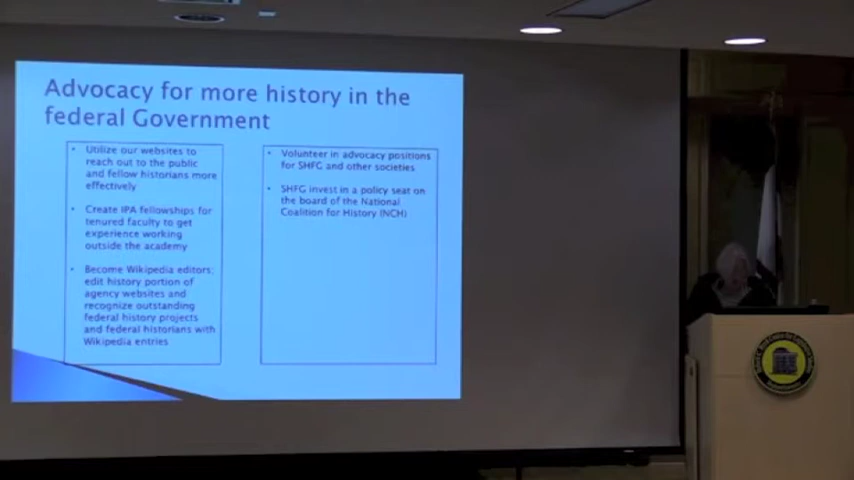 Advocacy for more history in the
federal Government
Utilize our websites to
reach out to the public
and fellow historians more
effectively
Create IPA fellowships for
tenured faculty to get
experience working
outside the academy
Become Wikipedia editors;
edit history portion of
agency websites and
recognize outstanding
federal history projects
and federal historians with
Wikipedia entries
Volunteer in advocacy positions
for SHFG and other societies
SHFG invest in a policy seat on
the board of the National
Coalition for History (NCH)